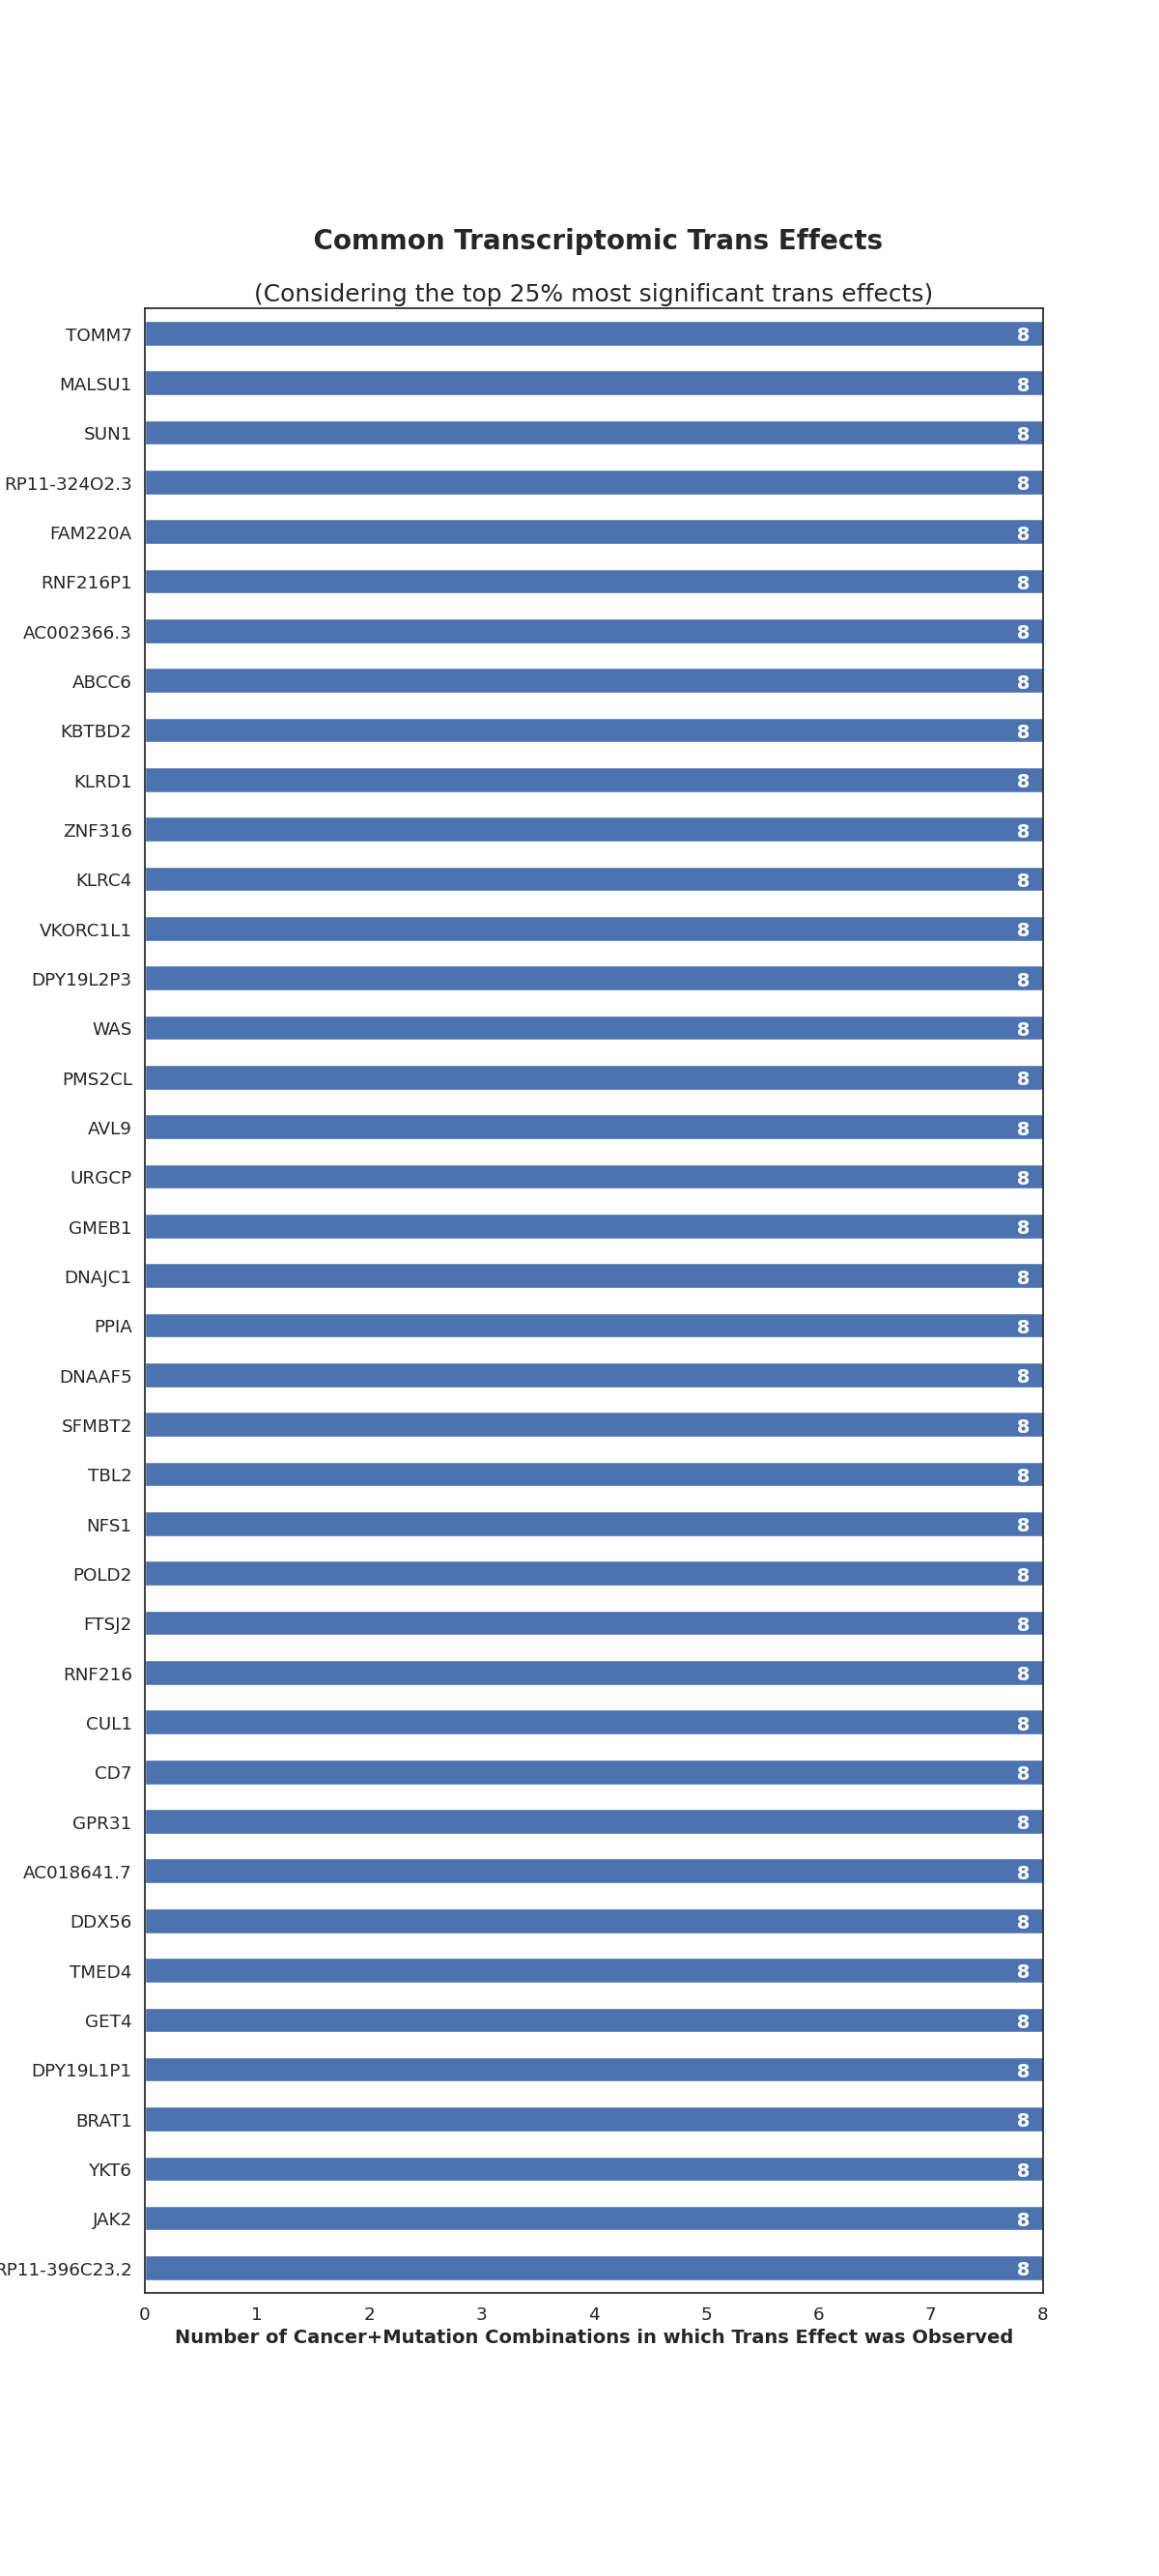 Common Transcriptomic Trans Effects
(Considering the top 25% most significant trans effects)
TOMM7 8
MALSU1 8
SUN1 8
RP11-324O2.3 8
FAM220A 8
RNF216P1 8
AC002366.3 8
ABCC6 8
KBTBD2 8
KLRD1 8
ZNF316 8
KLRC4 8
VKORC1L1 8
DPY19L2P3 8
WAS 8
PMS2CL 8
AVL9 8
URGCP 8
GMEB1 8
DNAJC1 8
PPIA 8
DNAAF5 8
SFMBT2 8
TBL2 8
NFS1 8
POLD2 8
FTSJ2 8
RNF216 8
CUL1 8
CD7 8
GPR31 8
AC018641.7 8
DDX56 8
TMED4 8
GET4 8
DPY19L1P1 8
BRAT1 8
YKT6 8
JAK2 8
RP11-396C23.2 8
0 1 2 3 4 5 6 7 8
Number of Cancer+Mutation Combinations in which Trans Effect was Observed